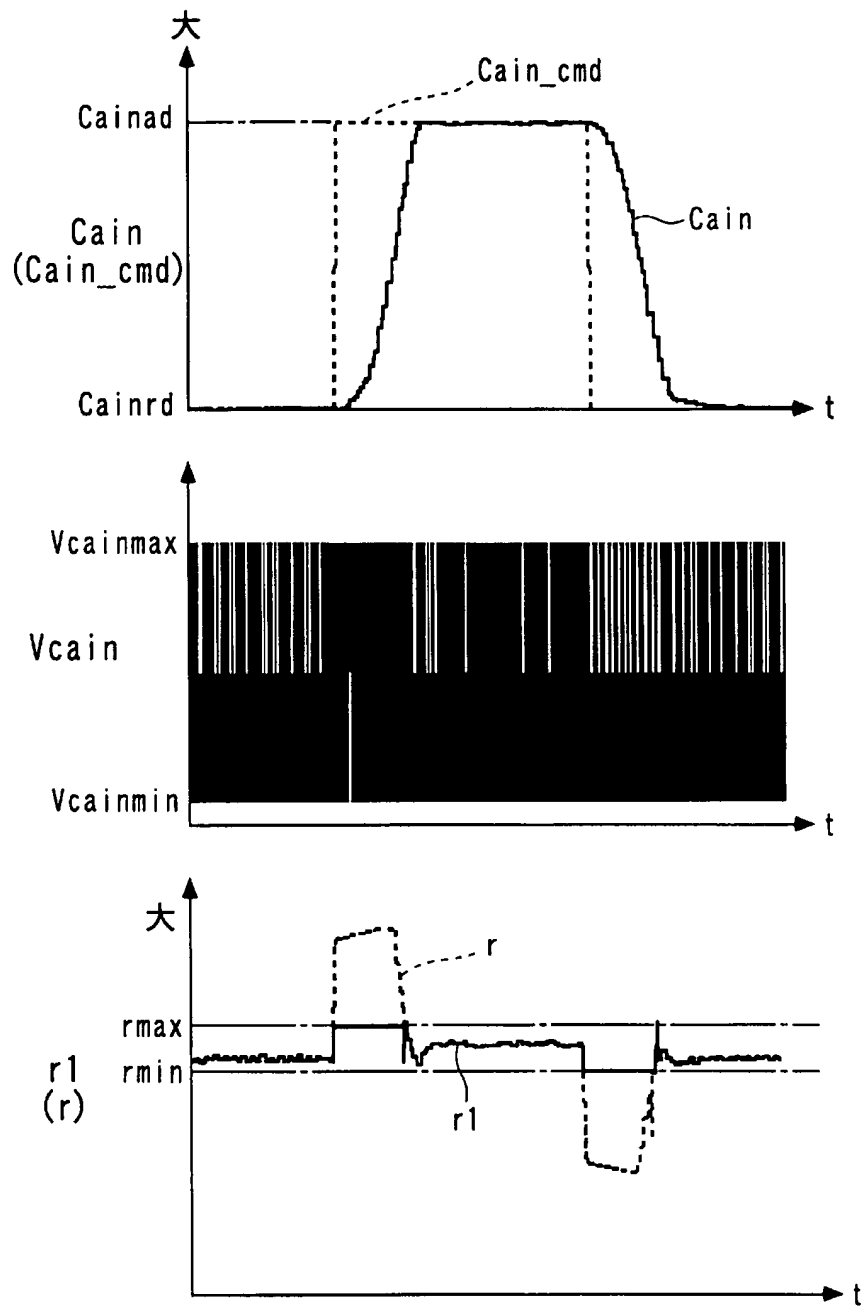 大
Cain_cmd
Cainad
Cain
Cain
(Cain_cmd)
Cainrd
t
Vcainmax
Vcain
Vcainmin
t
大
r
rmax
r1
(r)
rmin
r1
t